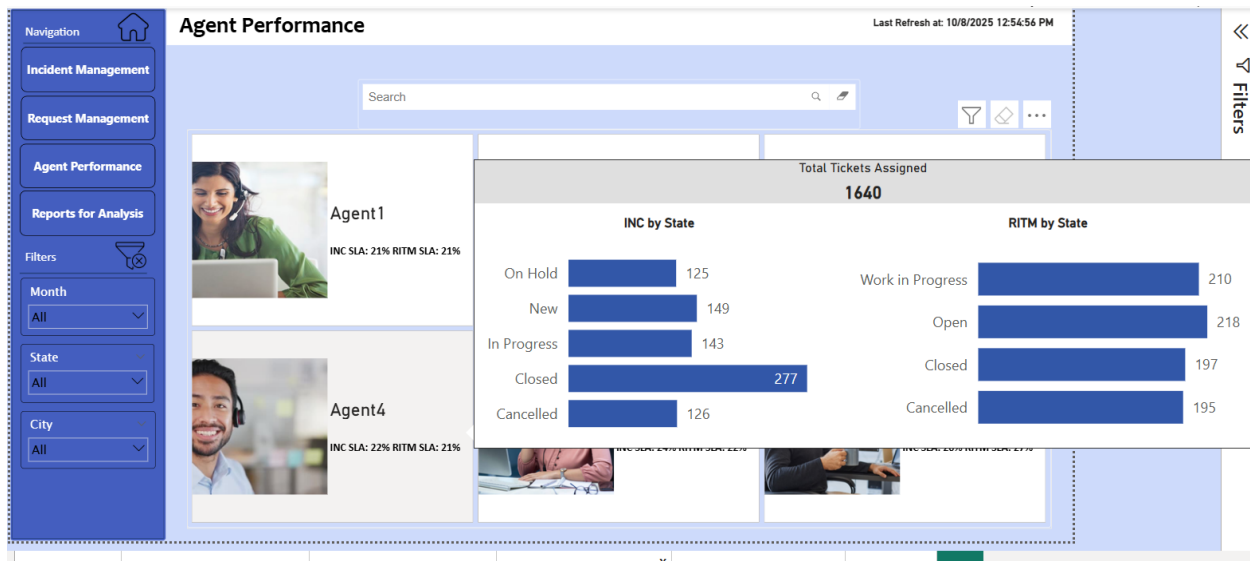 Navigation
Incident Management
Request Management
Agent Performance
Reports for Analysis
Filters
Month
All
State
All
City
All
Agent Performance
Last Refresh at: 10/8/2025 12:54:56 PM
Search
Agent1
INC SLA: 21% RITM SLA: 21%
Agent4
INC SLA: 22% RITM SLA: 21%
Total Tickets Assigned
1640
INC by State
On Hold 125
New 149
In Progress 143
Closed 277
Cancelled 126
RITM by State
Work in Progress 210
Open 218
Closed 197
Cancelled 195
Filters